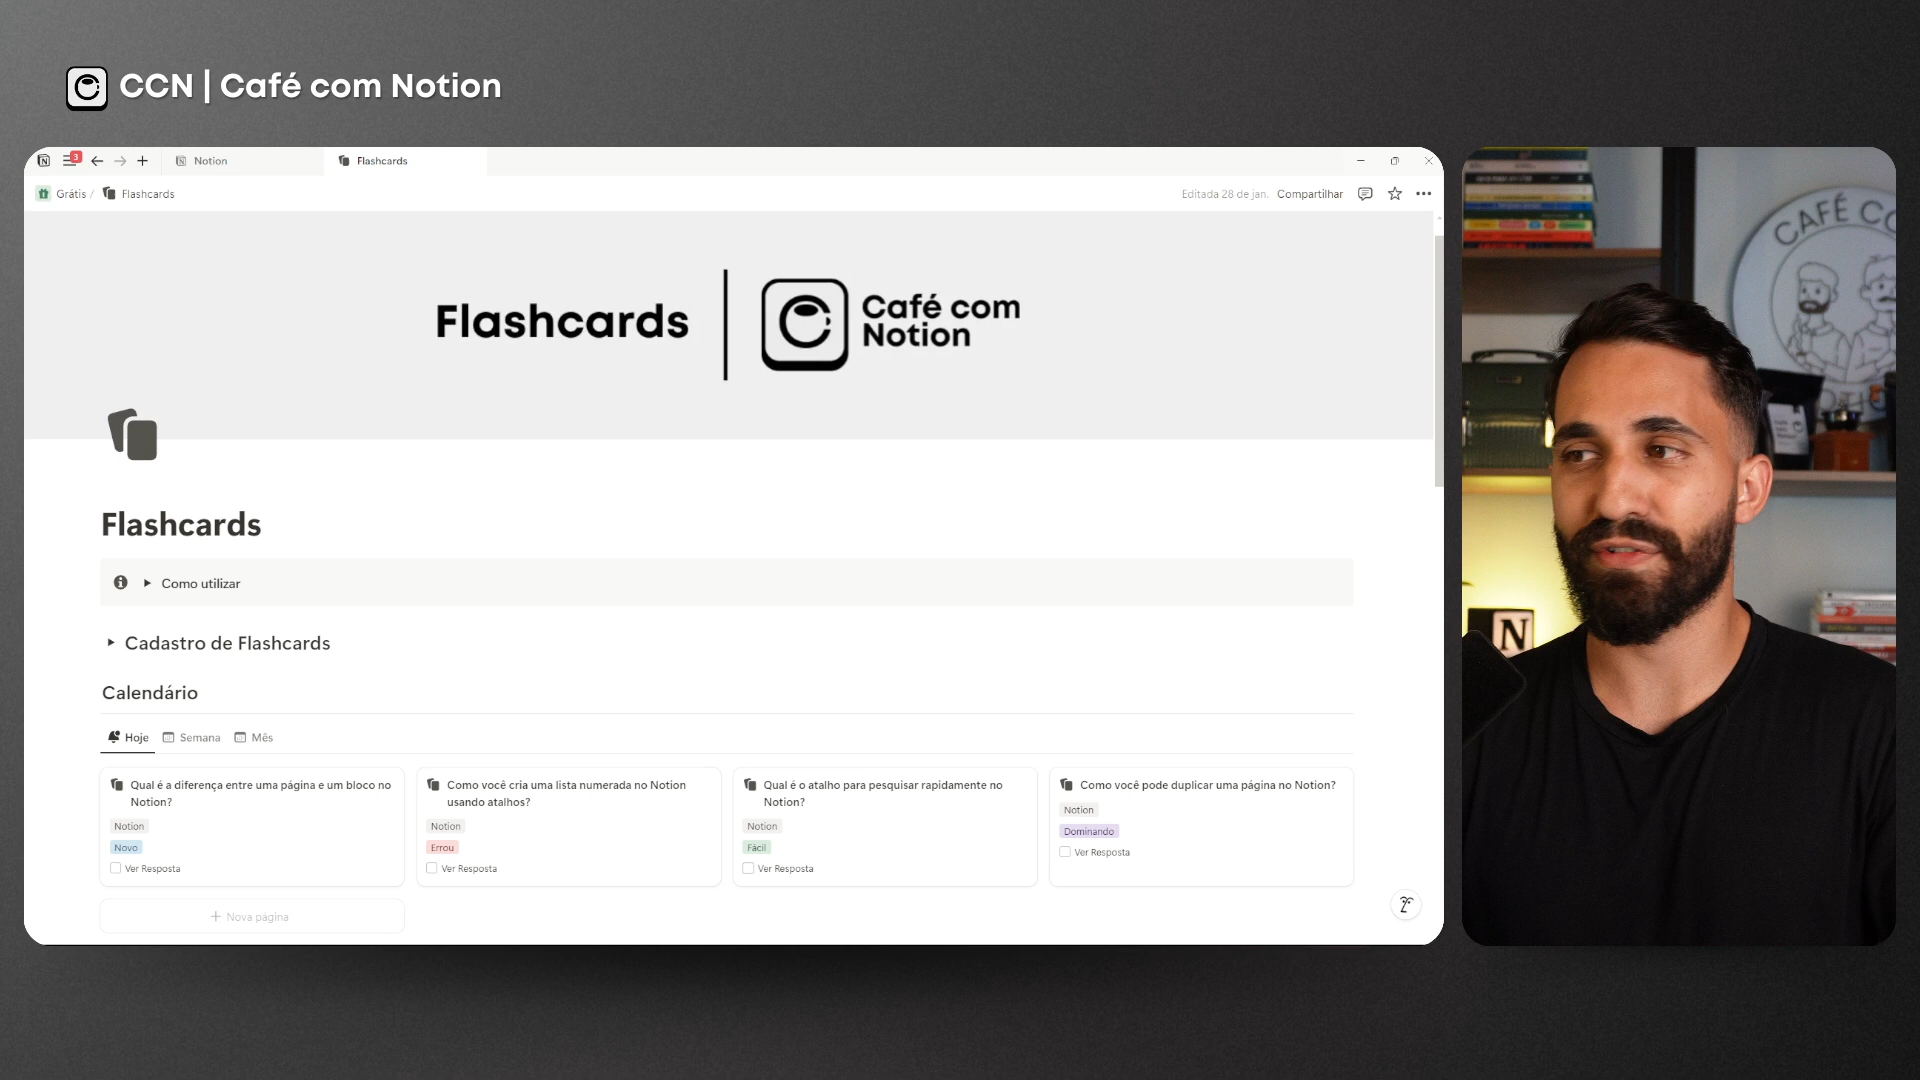 CCN | Café com Notion
3
Notion
Flashcards
Grátis / Flashcards
Editada 28 de jan. Compartilhar
Flashcards
Café com
Notion
Flashcards
Como utilizar
Cadastro de Flashcards
Calendário
Hoje
Semana
Mês
Qual é a diferença entre uma página e um bloco no
Notion?
Notion
Novo
Ver Resposta
Como você cria uma lista numerada no Notion
usando atalhos?
Notion
Errou
Ver Resposta
Qual é o atalho para pesquisar rapidamente no
Notion?
Notion
Fácil
Ver Resposta
Como você pode duplicar uma página no Notion?
Notion
Dominando
Ver Resposta
+ Nova página
CAFÉ CO
N